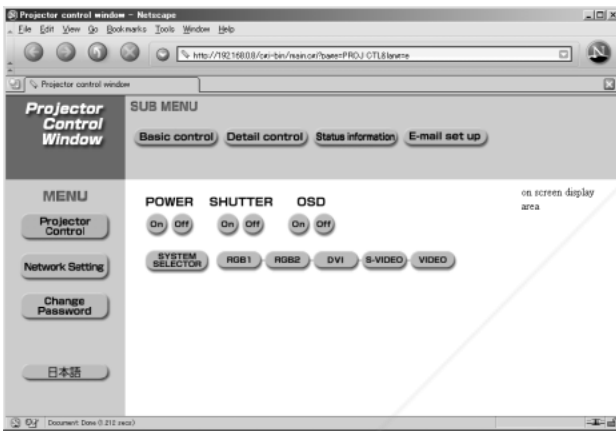 Projector control window - Netscape
File Edit View Go Bookmarks Tools Window Help
Projector control window
Projector
Control
Window
SUB MENU
Basic control Detail control Status information E-mail set up
MENU
Projector
Control
Network Setting
Change
Password
日本語
POWER SHUTTER OSD
On Off On Off On Off
SYSTEM
SELECTOR RGB1 RGB2 DVI S-VIDEO VIDEO
on screen display
area
Document: Done (0.212 secs)